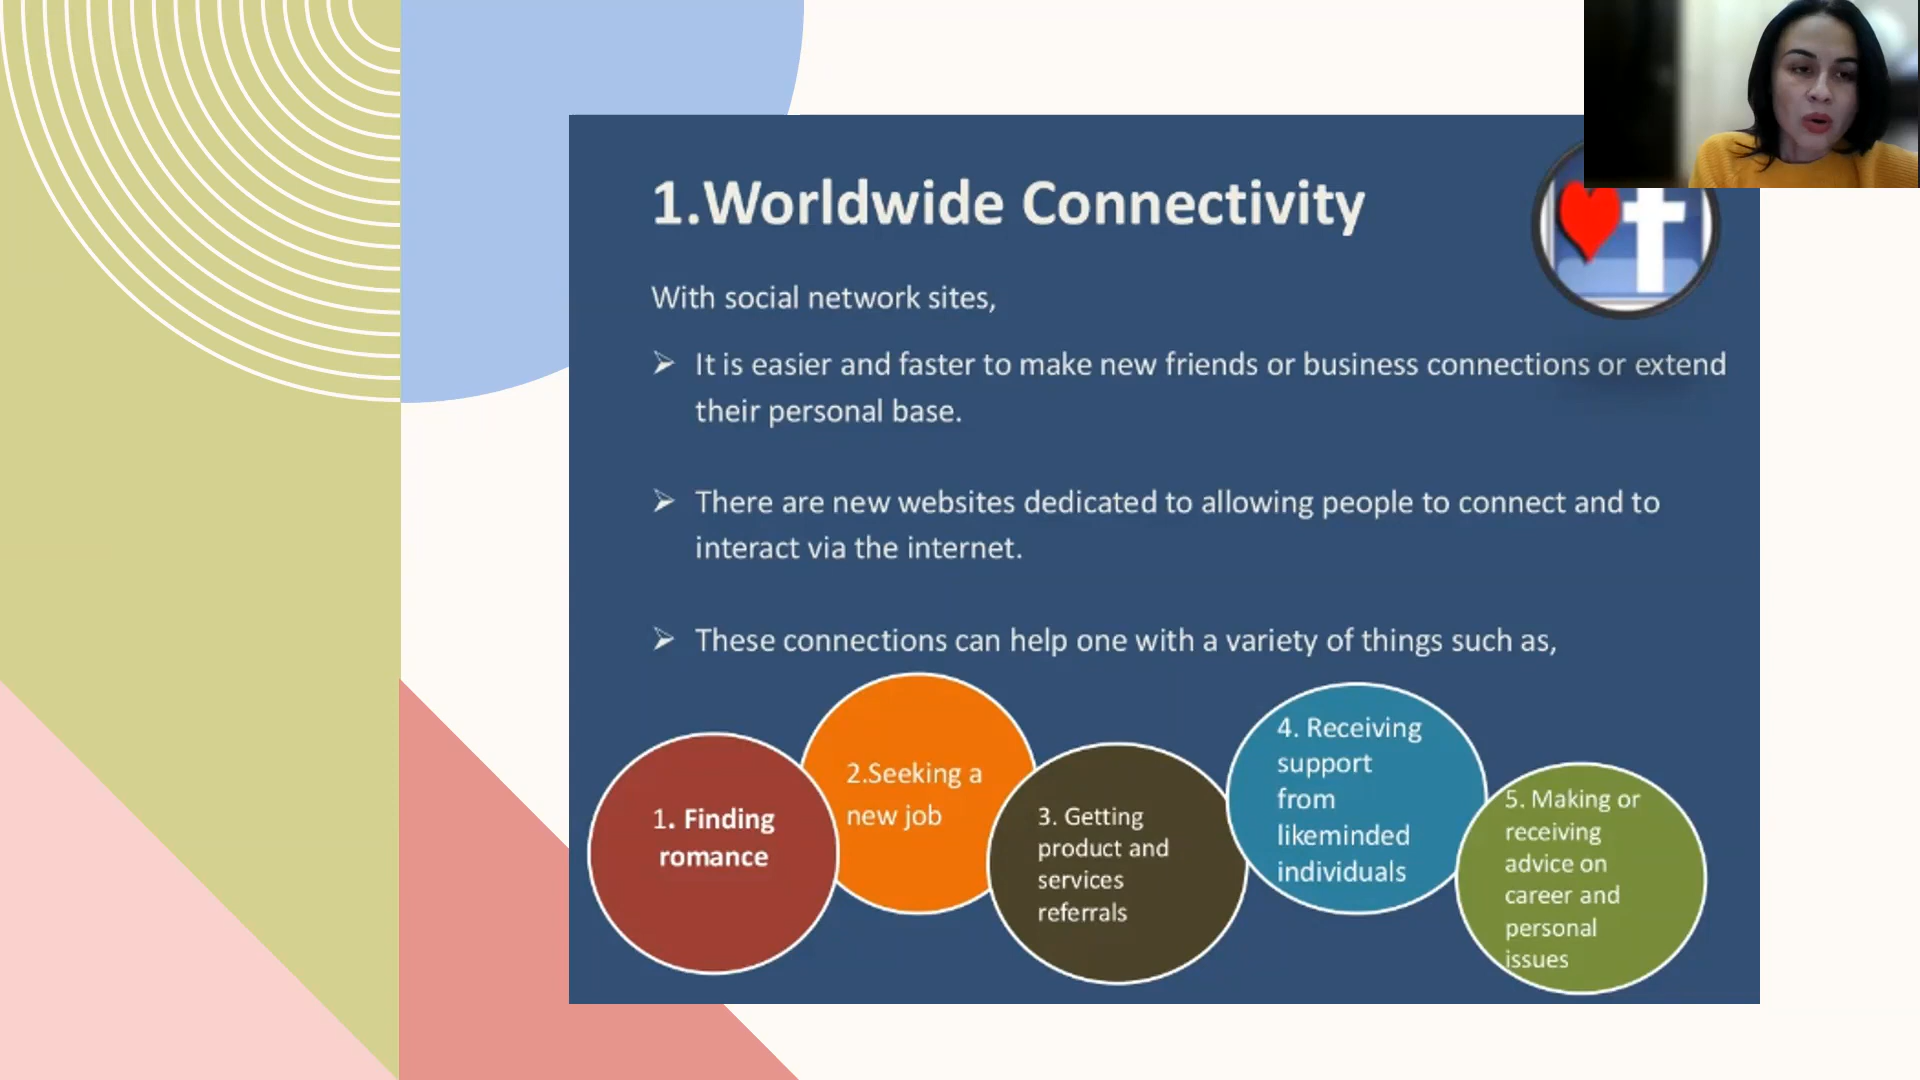 1.Worldwide Connectivity
With social network sites,
➢ It is easier and faster to make new friends or business connections or extend
their personal base.
➢ There are new websites dedicated to allowing people to connect and to
interact via the internet.
➢ These connections can help one with a variety of things such as,
1. Finding
romance
2.Seeking a
new job
3. Getting
product and
services
referrals
4. Receiving
support
from
likeminded
individuals
5. Making or
receiving
advice on
career and
personal
issues